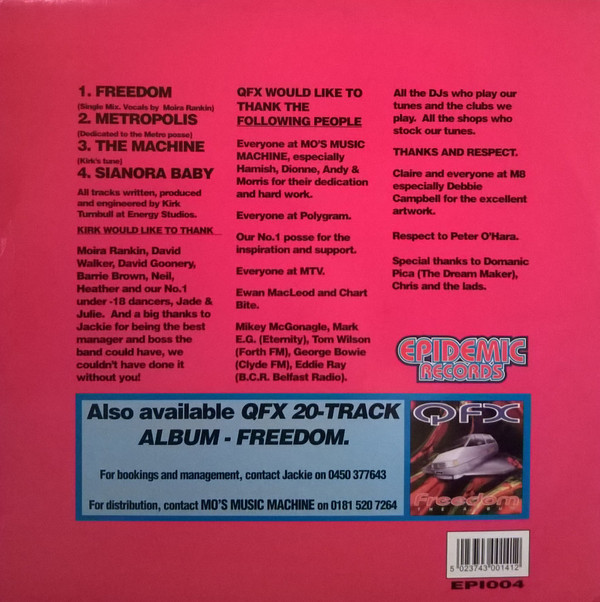 1. FREEDOM
(Single Mix. Vocals by Moira Rankin)
2. METROPOLIS
(Dedicated to the Metro posse)
3. THE MACHINE
(Kirk's tune)
4. SIANORA BABY
All tracks written, produced
and engineered by Kirk
Turnbull at Energy Studios.
KIRK WOULD LIKE TO THANK
Moira Rankin, David
Walker, David Goonery,
Barrie Brown, Neil,
Heather and our No.1
under -18 dancers, Jade &
Julie. And a big thanks to
Jackie for being the best
manager and boss the
band could have, we
couldn't have done it
without you!
QFX WOULD LIKE TO
THANK THE
FOLLOWING PEOPLE
Everyone at MO'S MUSIC
MACHINE, especially
Hamish, Dionne, Andy &
Morris for their dedication
and hard work.
Everyone at Polygram.
Our No.1 posse for the
inspiration and support.
Everyone at MTV.
Ewan MacLeod and Chart
Bite.
Mikey McGonagle, Mark
E.G. (Eternity), Tom Wilson
(Forth FM), George Bowie
(Clyde FM), Eddie Ray
(B.C.R. Belfast Radio).
All the DJs who play our
tunes and the clubs we
play. All the shops who
stock our tunes.
THANKS AND RESPECT.
Claire and everyone at M8
especially Debbie
Campbell for the excellent
artwork.
Respect to Peter O'Hara.
Special thanks to Domanic
Pica (The Dream Maker),
Chris and the lads.
EPIDEMIC
RECORDS
Also available QFX 20-TRACK
ALBUM - FREEDOM.
For bookings and management, contact Jackie on 0450 377643
For distribution, contact MO'S MUSIC MACHINE on 0181 520 7264
QFX
Freedom
THE ALBUM
5 023743 001412
EPI004